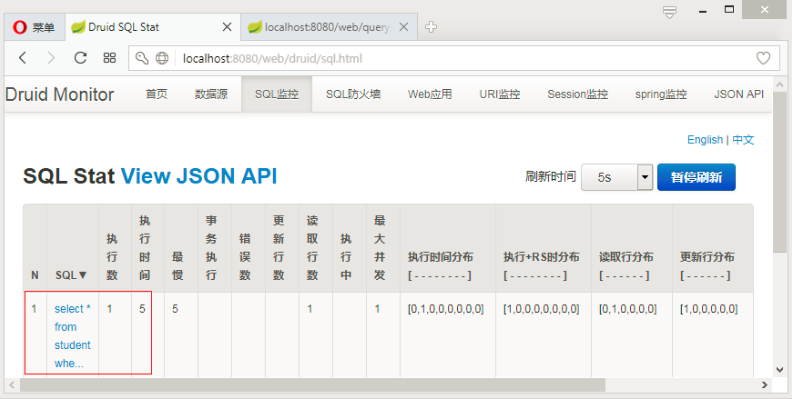 菜单
Druid SQL Stat
localhost:8080/web/query
localhost:8080/web/druid/sql.html
Druid Monitor 首页 数据源 SQL监控 SQL防火墙 Web应用 URI监控 Session监控 spring监控 JSON API
English | 中文
SQL Stat View JSON API
刷新时间 5s 暂停刷新
N SQL▼ 执行数 执行时间 最慢 事务执行 错误数 更新行数 读取行数 执行中 最大并发 执行时间分布 [ - - - - - - - - ] 执行+RS时分布 [ - - - - - - - - ] 读取行分布 [ - - - - - - ] 更新行分布 [ - - - - - - ]
1 select * from student whe... 1 5 5 1 1 [0,1,0,0,0,0,0,0] [1,0,0,0,0,0,0,0] [0,1,0,0,0,0] [1,0,0,0,0,0]